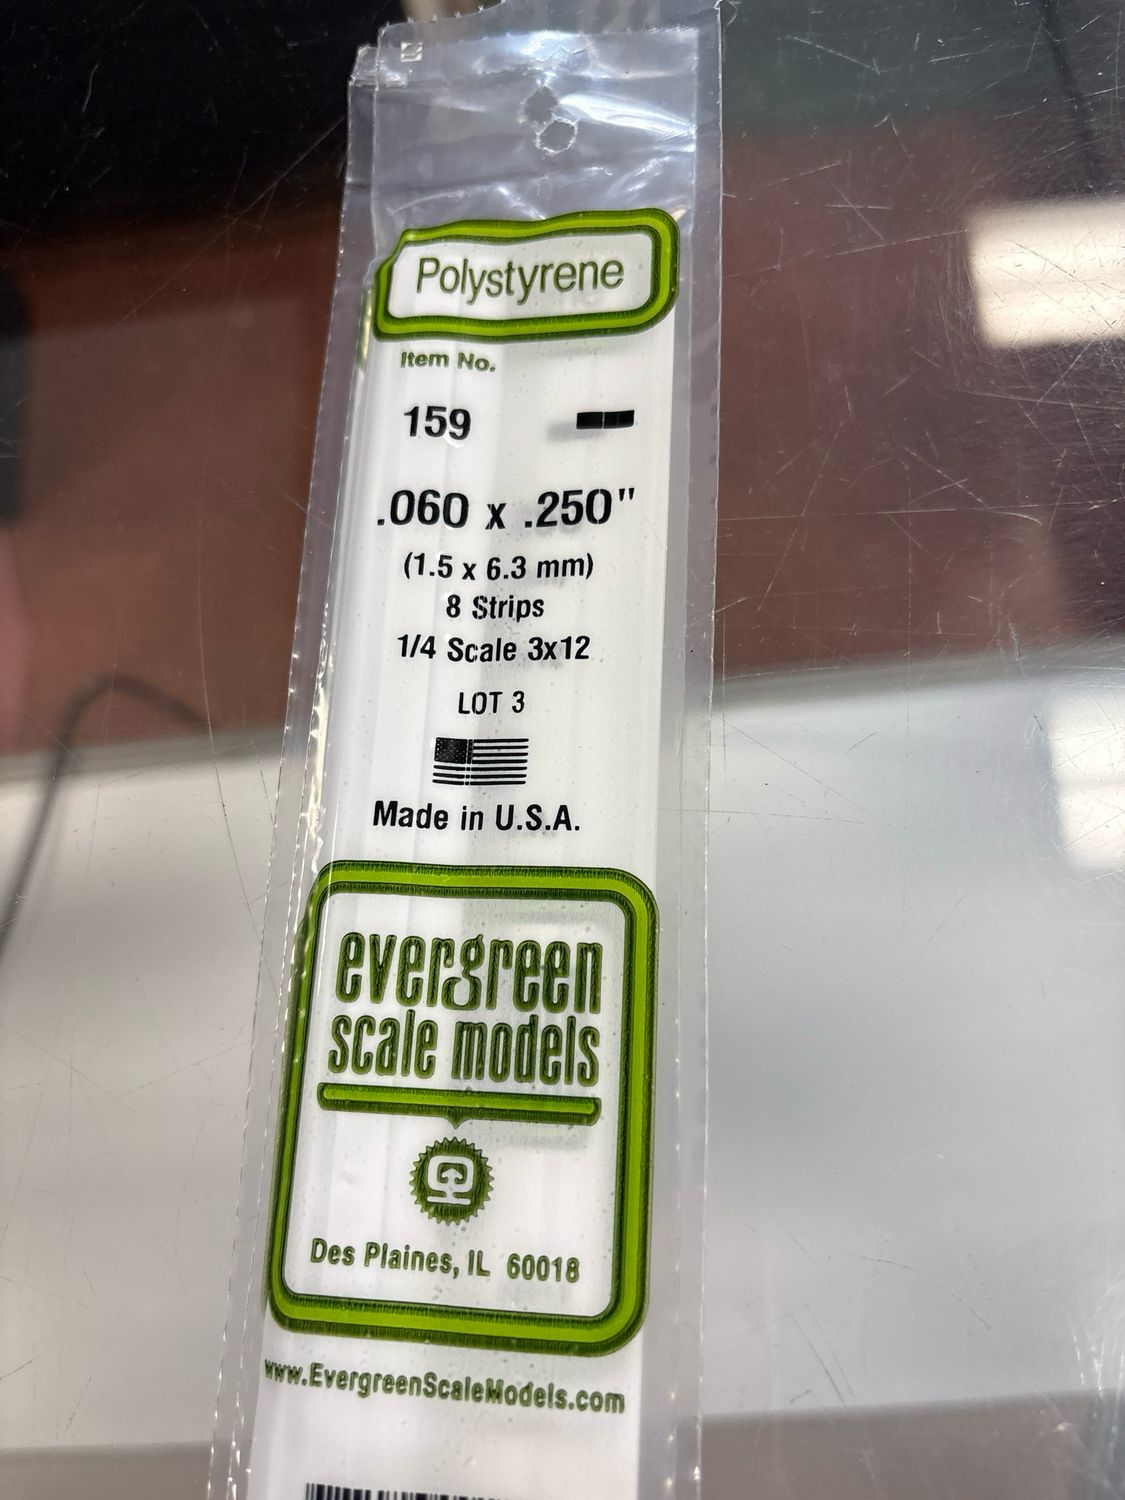 Polystyrene
Item No.
159
.060 x .250"
(1.5 x 6.3 mm)
8 Strips
1/4 Scale 3x12
LOT 3
Made in U.S.A.
evergreen
scale models
Des Plaines, IL 60018
www.EvergreenScaleModels.com